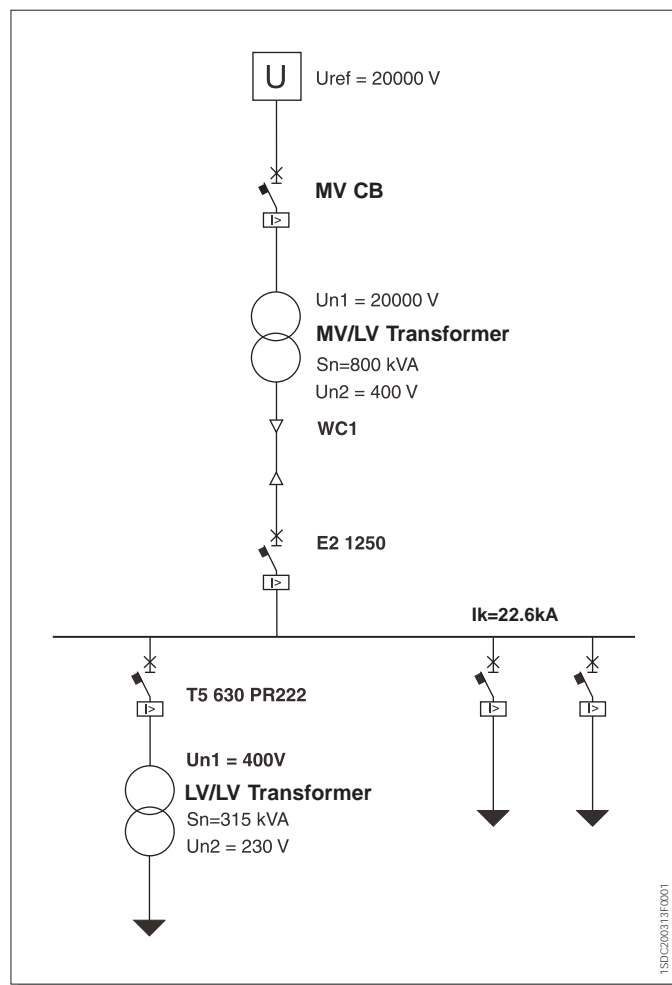 U
Uref = 20000 V
MV CB
I>
Un1 = 20000 V
MV/LV Transformer
Sn=800 kVA
Un2 = 400 V
WC1
E2 1250
I>
Ik=22.6kA
T5 630 PR222
I>
I>
I>
Un1 = 400V
LV/LV Transformer
Sn=315 kVA
Un2 = 230 V
1SDC200313F0001